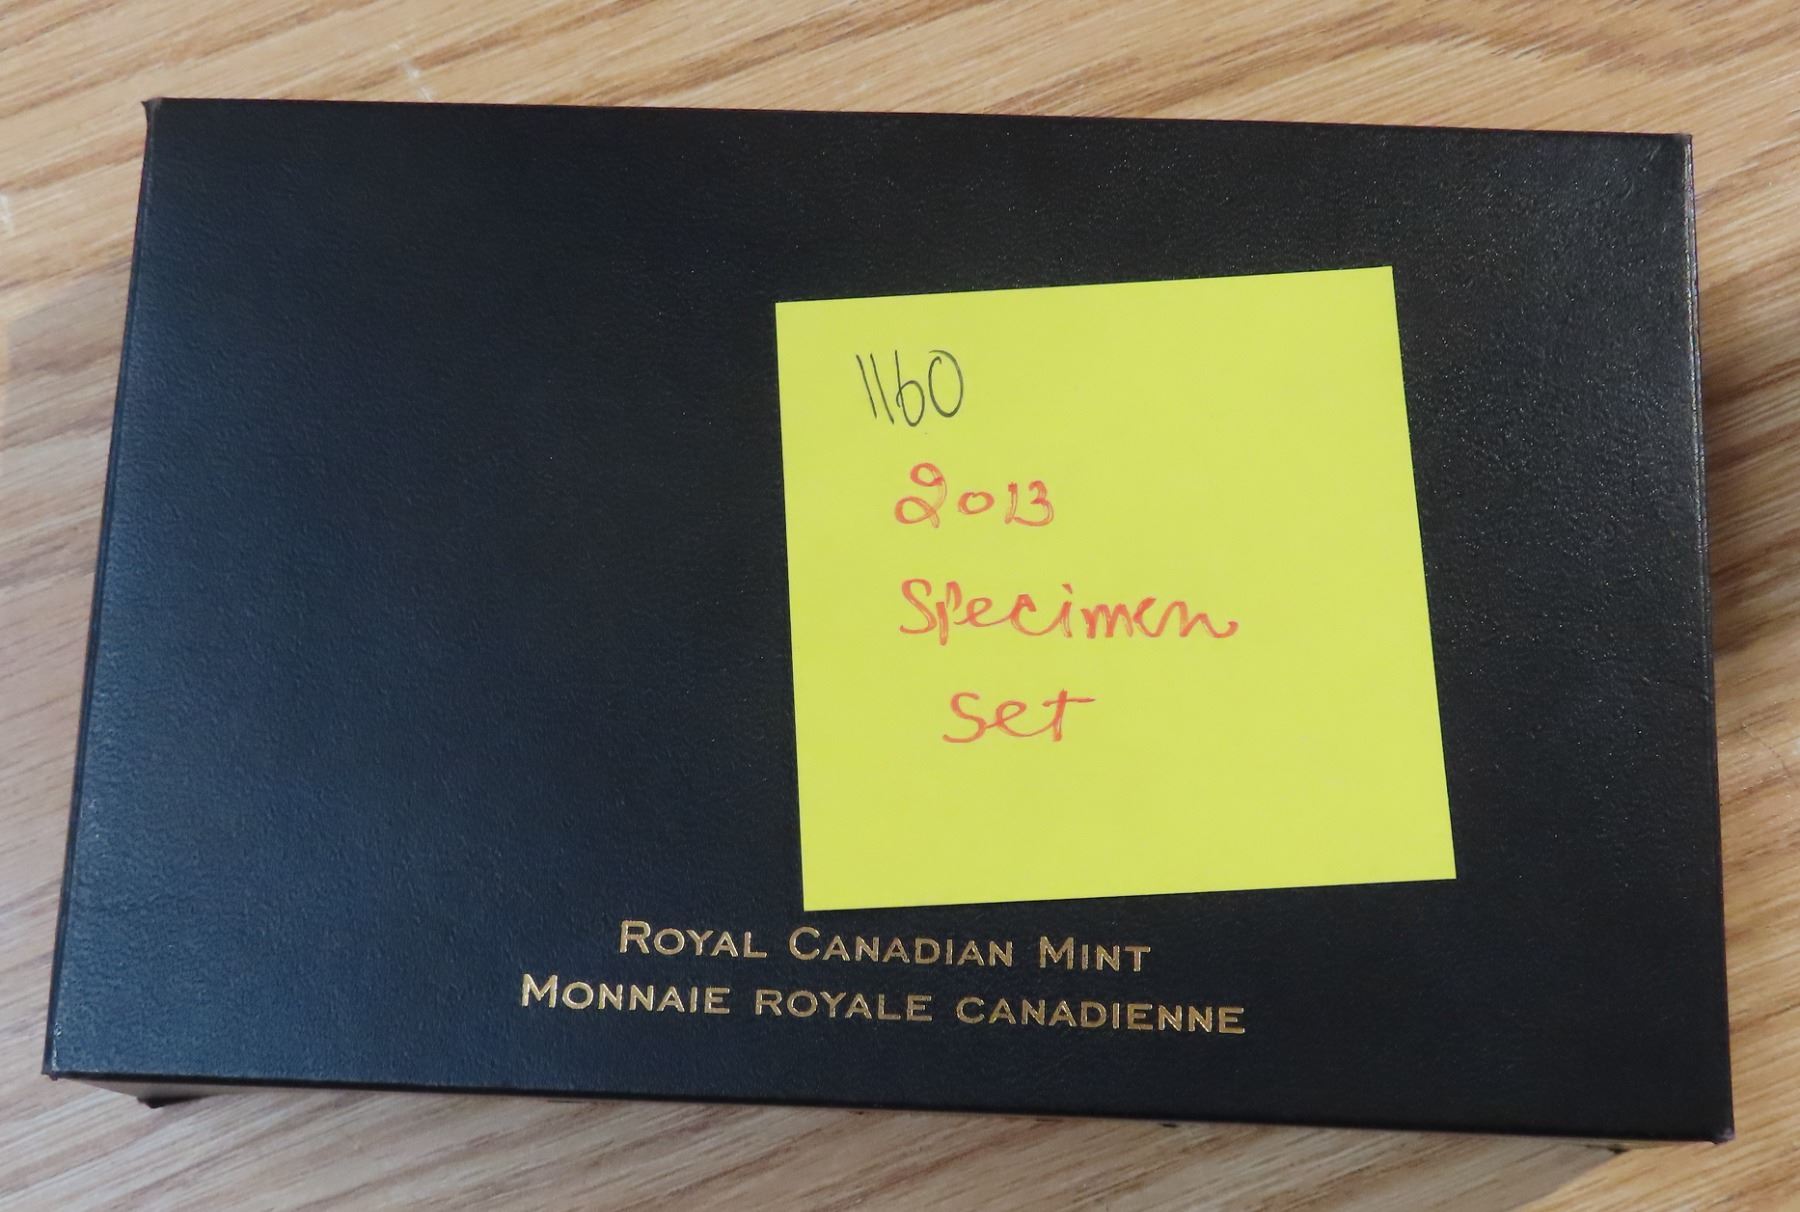 1160
2013
Specimen
Set
ROYAL CANADIAN MINT
MONNAIE ROYALE CANADIENNE